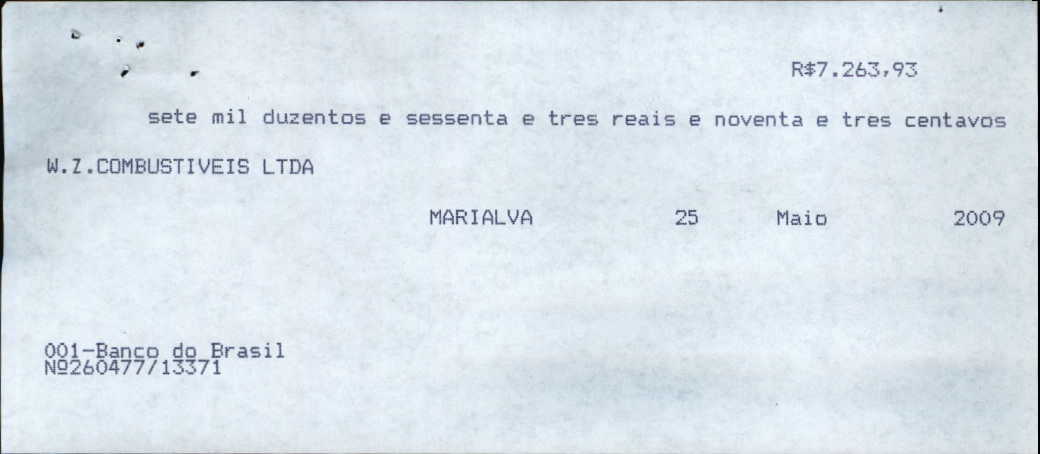 R$7.263,93
sete mil duzentos e sessenta e tres reais e noventa e tres centavos
W.Z.COMBUSTIVEIS LTDA
MARIALVA 25 Maio 2009
001-Banco do Brasil
Nº260477/13371